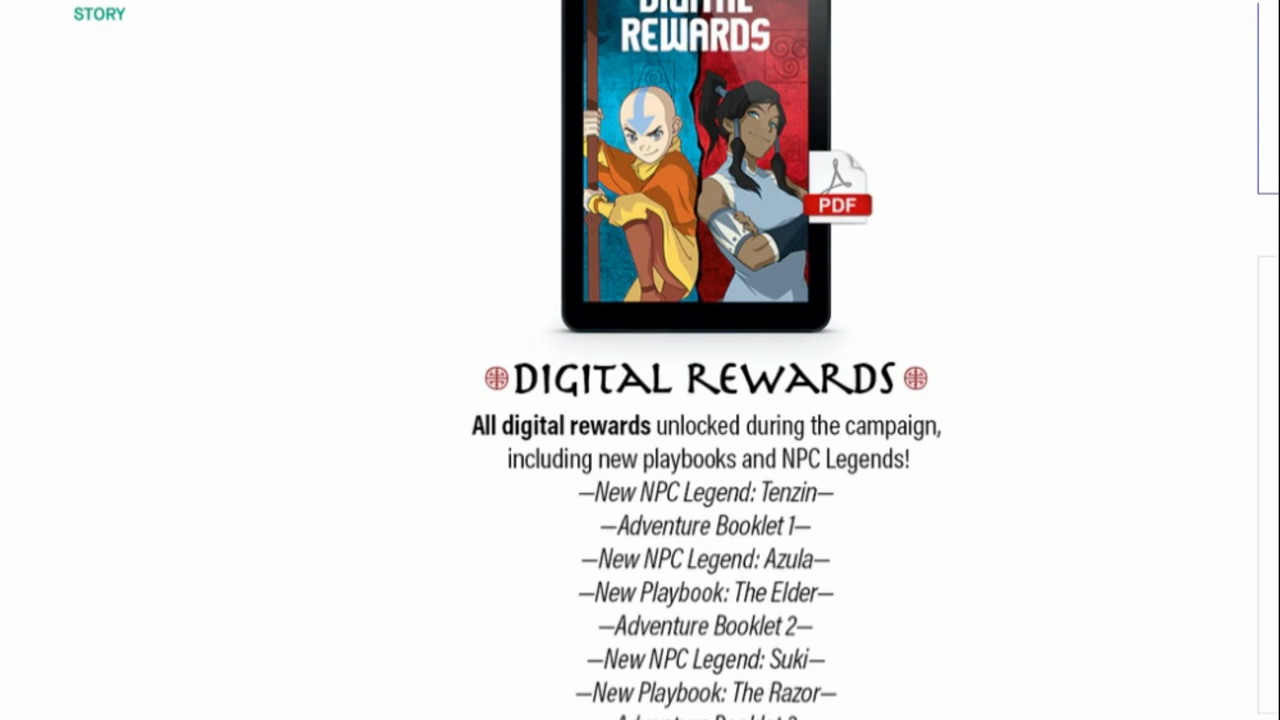 STORY
DIGITAL
REWARDS
PDF
DIGITAL REWARDS
All digital rewards unlocked during the campaign,
including new playbooks and NPC Legends!
—New NPC Legend: Tenzin—
—Adventure Booklet 1—
—New NPC Legend: Azula—
—New Playbook: The Elder—
—Adventure Booklet 2—
—New NPC Legend: Suki—
—New Playbook: The Razor—